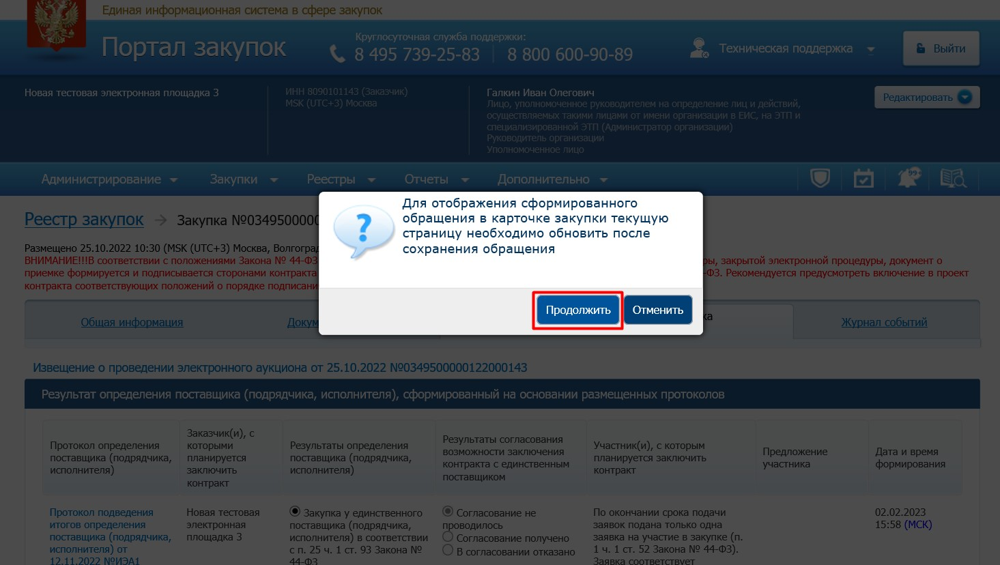 Единая информационная система в сфере закупок
Портал закупок
Круглосуточная служба поддержки:
8 495 739-25-83
8 800 600-90-89
Техническая поддержка
Выйти
Новая тестовая электронная площадка 3
ИНН 8090101143 (Заказчик)
MSK (UTC+3) Москва
Галкин Иван Олегович
Лицо, уполномоченное руководителем на определение лиц и действий,
осуществляемых такими лицами от имени организации в ЕИС, на ЭТП и
специализированной ЭТП (Администратор организации)
Руководитель организации
Уполномоченное лицо
Редактировать
Администрирование
Закупки
Реестры
Отчеты
Дополнительно
99+
Реестр закупок → Закупка №034950000
Размещено 25.10.2022 10:30 (MSK (UTC+3) Москва, Волгоград
ВНИМАНИЕ!!!В соответствии с положениями Закона № 44-ФЗ
ры, закрытой электронной процедуры, документ о
приемке формируется и подписывается сторонами контракта
-ФЗ. Рекомендуется предусмотреть включение в проект
контракта соответствующих положений о порядке подписани
Для отображения сформированного
обращения в карточке закупки текущую
страницу необходимо обновить после
сохранения обращения
Продолжить
Отменить
Общая информация
Докум
ка
Журнал событий
Извещение о проведении электронного аукциона от 25.10.2022 №0349500000122000143
Результат определения поставщика (подрядчика, исполнителя), сформированный на основании размещенных протоколов
Протокол определения
поставщика (подрядчика,
исполнителя)
Заказчик(и), с
которыми
планируется
заключить
контракт
Результаты определения
поставщика (подрядчика,
исполнителя)
Результаты согласования
возможности заключения
контракта с единственным
поставщиком
Участник(и), с которым
планируется заключить
контракт
Предложение
участника
Дата и время
формирования
Протокол подведения
итогов определения
поставщика (подрядчика,
исполнителя) от
12.11.2022 №ИЭА1
Новая тестовая
электронная
площадка 3
Закупка у единственного
поставщика (подрядчика,
исполнителя) в соответствии
с п. 25 ч. 1 ст. 93 Закона №
44-ФЗ
Согласование не
проводилось
Согласование получено
В согласовании отказано
По окончании срока подачи
заявок подана только одна
заявка на участие в закупке (п.
1 ч. 1 ст. 52 Закона № 44-ФЗ).
Заявка соответствует
02.02.2023
15:58 (МСК)